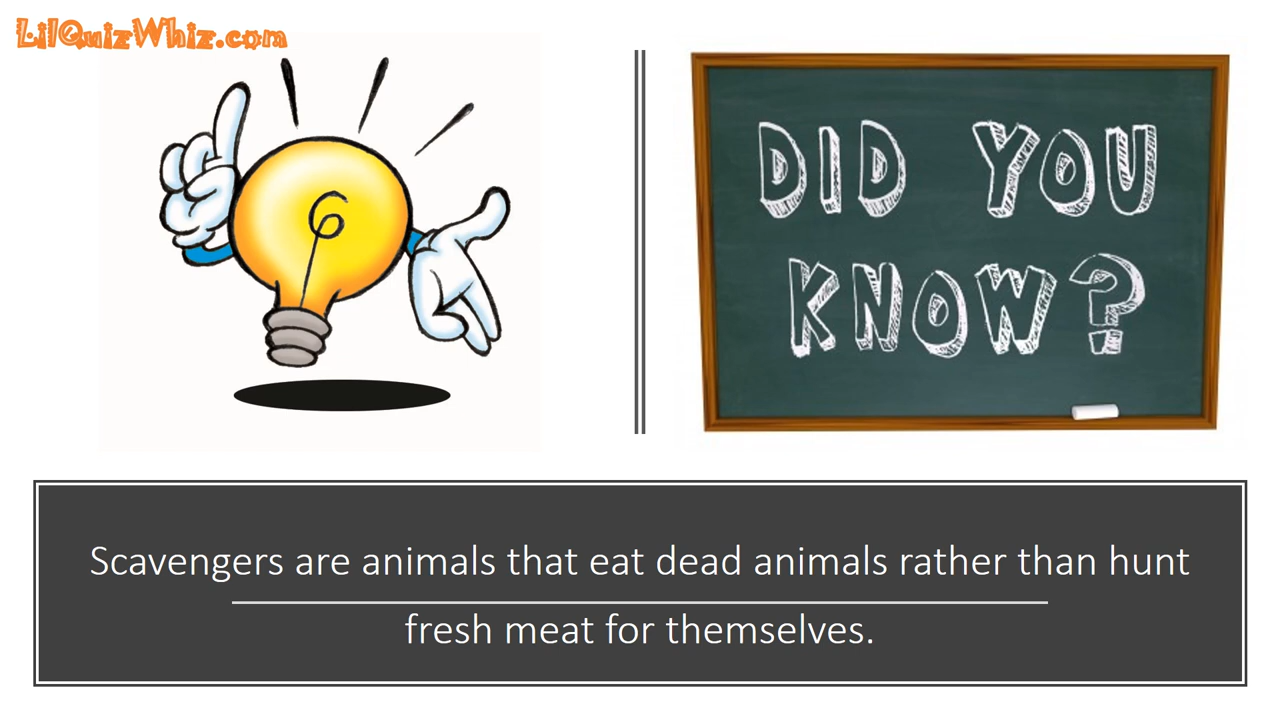 LilQuizWhiz.com
DID YOU
KNOW?
Scavengers are animals that eat dead animals rather than hunt
fresh meat for themselves.